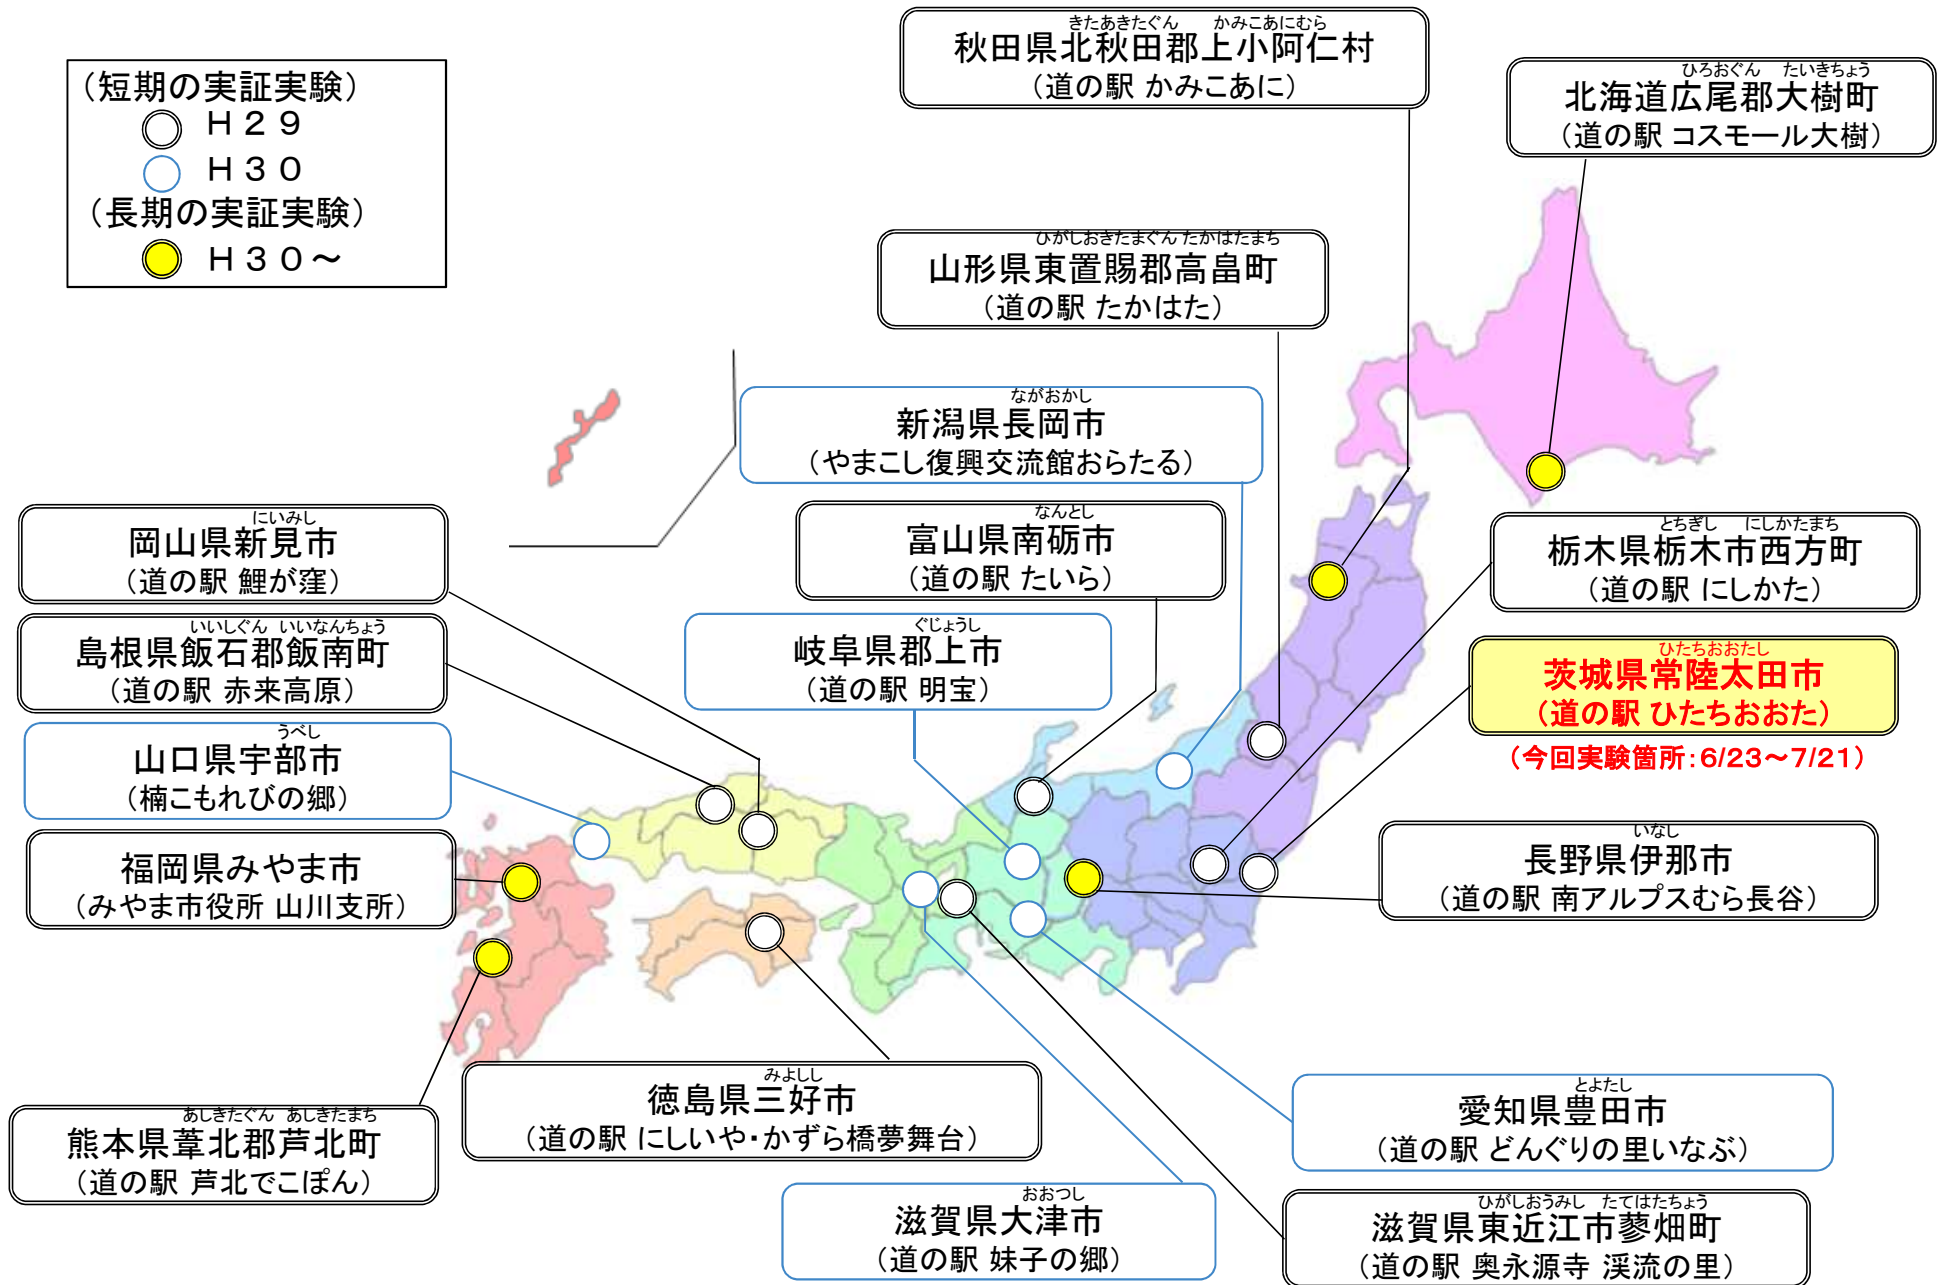 （短期の実証実験）
Ｈ２９
Ｈ３０
（長期の実証実験）
Ｈ３０～
きたあきたぐん　かみこあにむら
秋田県北秋田郡上小阿仁村
（道の駅 かみこあに）
ひろおぐん　たいきちょう
北海道広尾郡大樹町
（道の駅 コスモール大樹）
ひがしおきたまぐん たかはたまち
山形県東置賜郡高畠町
（道の駅 たかはた）
ながおかし
新潟県長岡市
（やまこし復興交流館おらたる）
にいみし
岡山県新見市
（道の駅 鯉が窪）
なんとし
富山県南砺市
（道の駅 たいら）
とちぎし　にしかたまち
栃木県栃木市西方町
（道の駅 にしかた）
いいしぐん いいなんちょう
島根県飯石郡飯南町
（道の駅 赤来高原）
ぐじょうし
岐阜県郡上市
（道の駅 明宝）
ひたちおおたし
茨城県常陸太田市
（道の駅 ひたちおおた）
（今回実験箇所：6/23～7/21）
うべし
山口県宇部市
（楠こもれびの郷）
福岡県みやま市
（みやま市役所 山川支所）
いなし
長野県伊那市
（道の駅 南アルプスむら長谷）
あしきたぐん あしきたまち
熊本県葦北郡芦北町
（道の駅 芦北でこぽん）
みよしし
徳島県三好市
（道の駅 にしいや・かずら橋夢舞台）
とよたし
愛知県豊田市
（道の駅 どんぐりの里いなぶ）
おおつし
滋賀県大津市
（道の駅 妹子の郷）
ひがしおうみし たてはたちょう
滋賀県東近江市蓼畑町
（道の駅 奥永源寺 渓流の里）